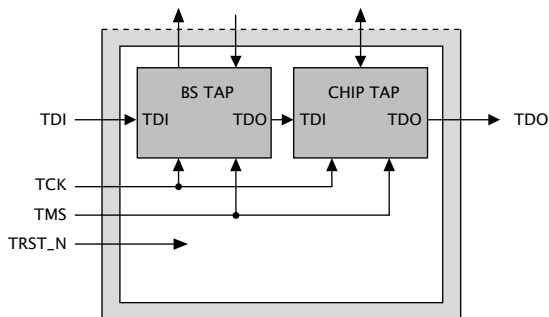 BS TAP CHIP TAP
TDI TDI TDO TDI TDO TDO
TCK
TMS
TRST_N